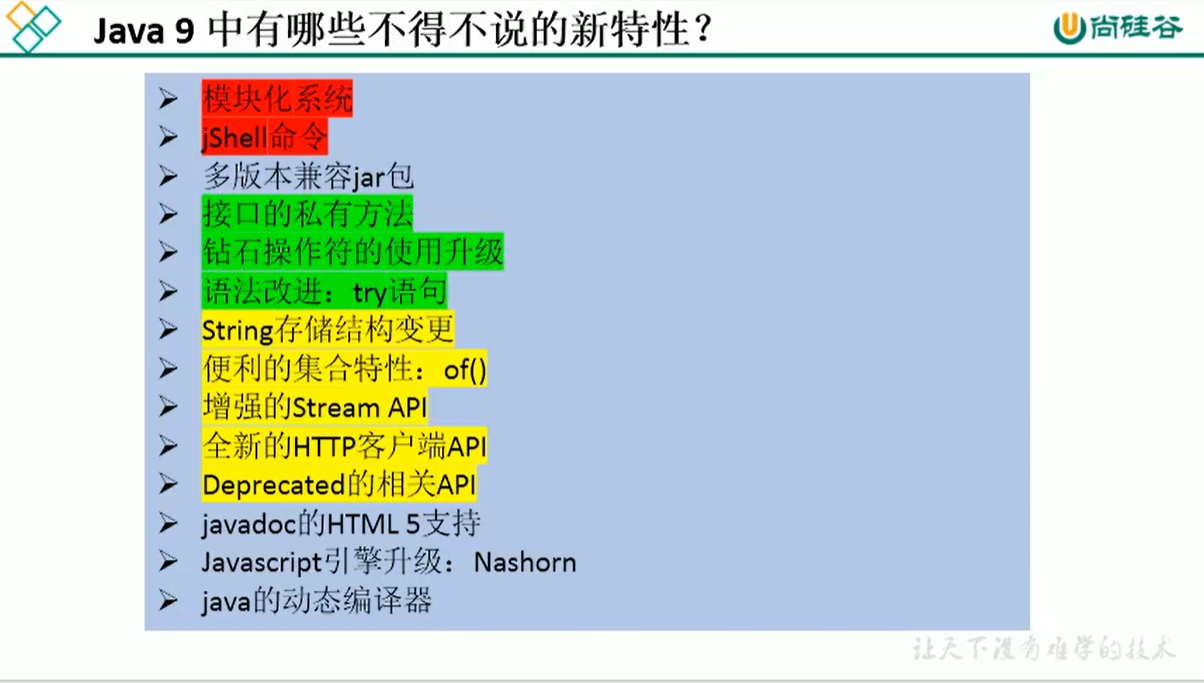 Java 9 中有哪些不得不说的新特性？
尚硅谷
模块化系统
jShell命令
多版本兼容jar包
接口的私有方法
钻石操作符的使用升级
语法改进：try语句
String存储结构变更
便利的集合特性：of()
增强的Stream API
全新的HTTP客户端API
Deprecated的相关API
javadoc的HTML 5支持
Javascript引擎升级：Nashorn
java的动态编译器
让天下没有难学的技术